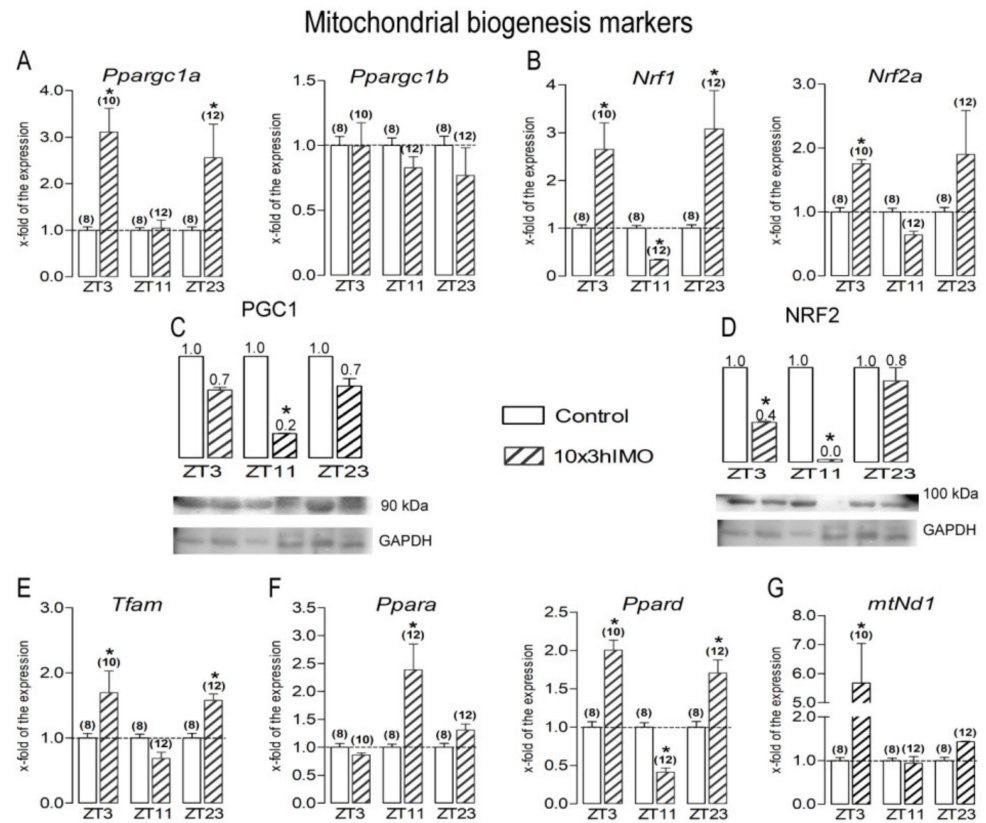 Mitochondrial biogenesis markers
A
Ppargc1a
x-fold of the expression
4.0
3.0
4.0
1.0
0.0
(8)
*
(10)
(8)
(12)
(8)
*
(12)
ZT3 ZT11 ZT23
Ppargc1b
x-fold of the expression
1.5
1.0
0.5
0.0
(8)
(10)
(8)
(12)
(8)
(12)
ZT3 ZT11 ZT23
B
Nrf1
x-fold of the expression
4
3
2
1
0
(8)
*
(10)
(8)
*
(12)
(8)
*
(12)
ZT3 ZT11 ZT23
Nrf2a
x-fold of the expression
3.0
2.0
1.0
0.0
(8)
*
(10)
(8)
(12)
(8)
(12)
ZT3 ZT11 ZT23
C
PGC1
1.0 0.7 1.0 * 0.2 1.0 0.7
ZT3 ZT11 ZT23
90 kDa
GAPDH
Control
10x3hIMO
D
NRF2
1.0 * 0.4 1.0 * 0.0 1.0 0.8
ZT3 ZT11 ZT23
100 kDa
GAPDH
E
Tfam
x-fold of the expression
3.0
2.0
1.0
0.0
(8)
*
(10)
(8)
(12)
(8)
*
(12)
ZT3 ZT11 ZT23
F
Ppara
x-fold of the expression
3.5
3.0
2.5
2.0
1.5
1.0
0.5
0.0
(8)
(10)
(8)
*
(12)
(8)
(12)
ZT3 ZT11 ZT23
Ppard
x-fold of the expression
2.5
2.0
1.5
1.0
0.5
0.0
(8)
*
(10)
(8)
*
(12)
(8)
*
(12)
ZT3 ZT11 ZT23
G
mtNd1
x-fold of the expression
8.0
7.0
6.0
5.0
2.0
1.0
0.0
(8)
*
(10)
(8)
(12)
(8)
(12)
ZT3 ZT11 ZT23